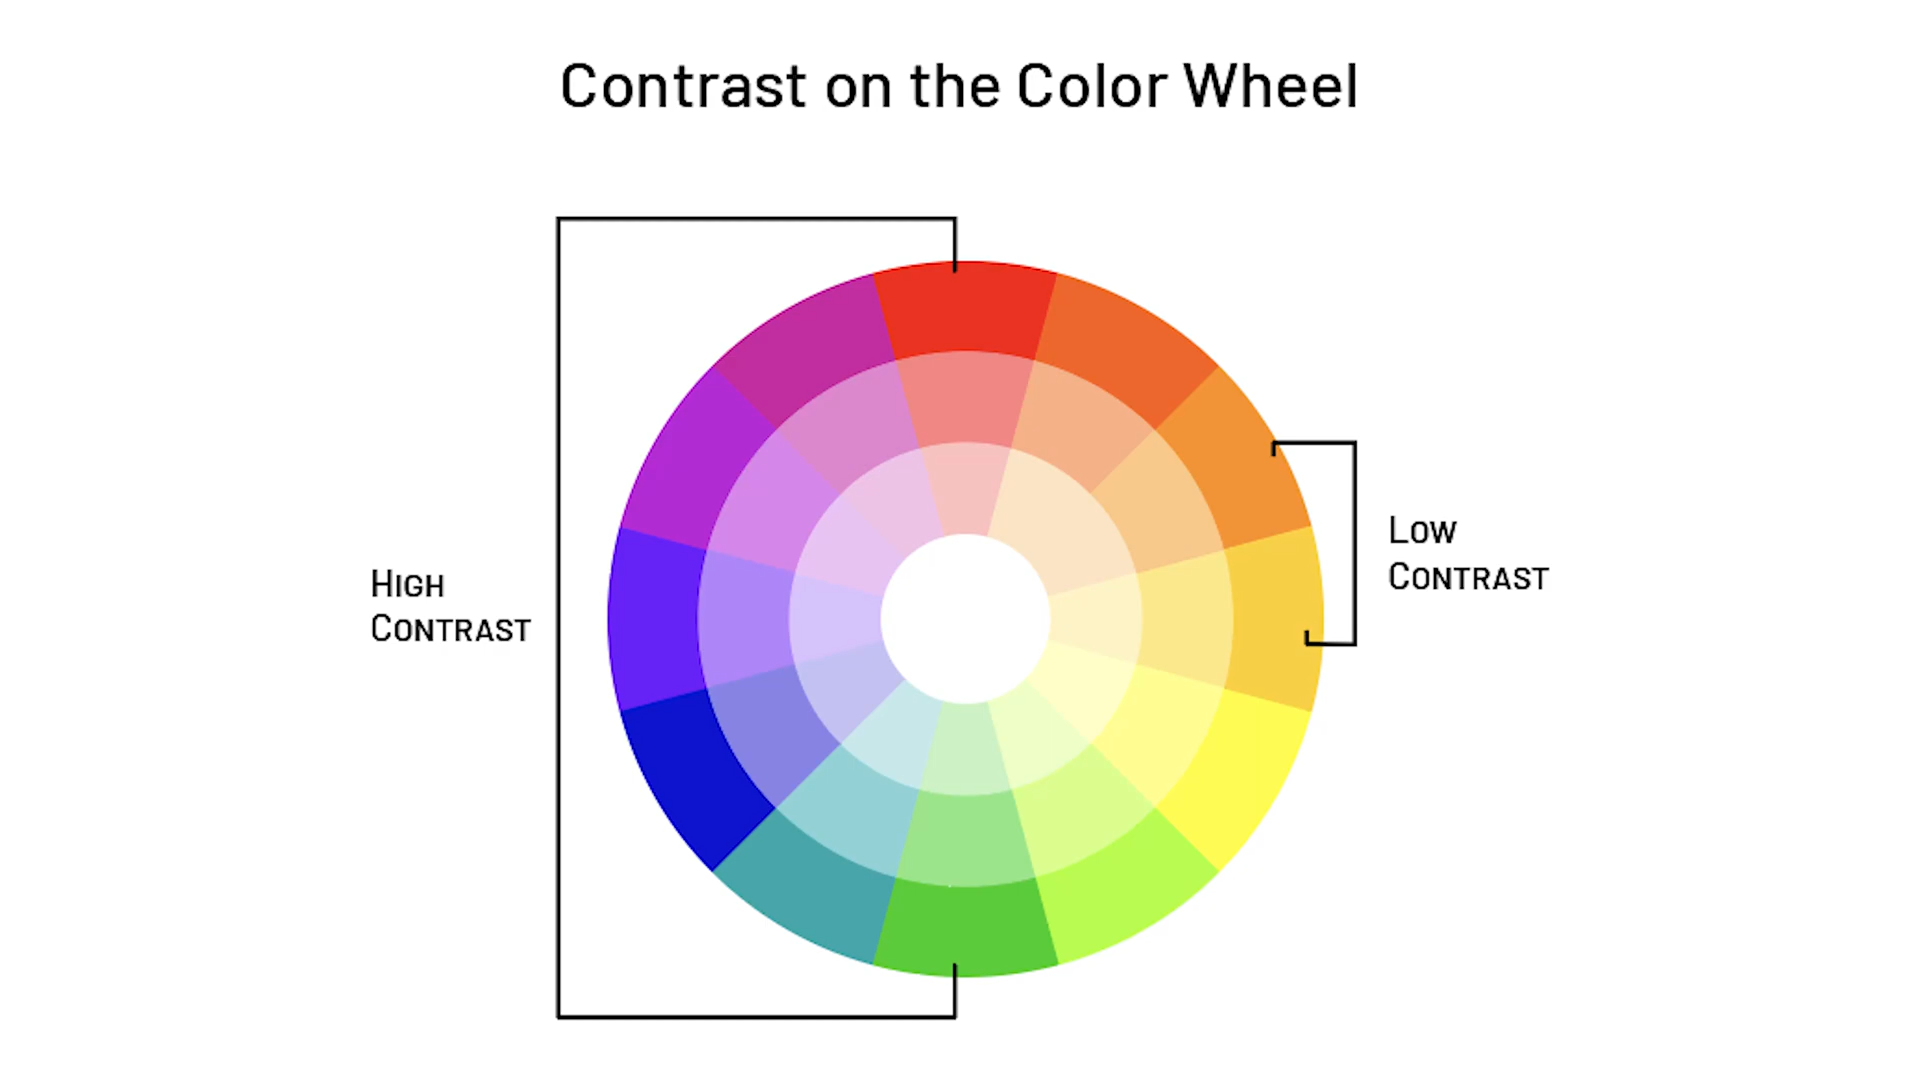 Contrast on the Color Wheel
High
Contrast
Low
Contrast